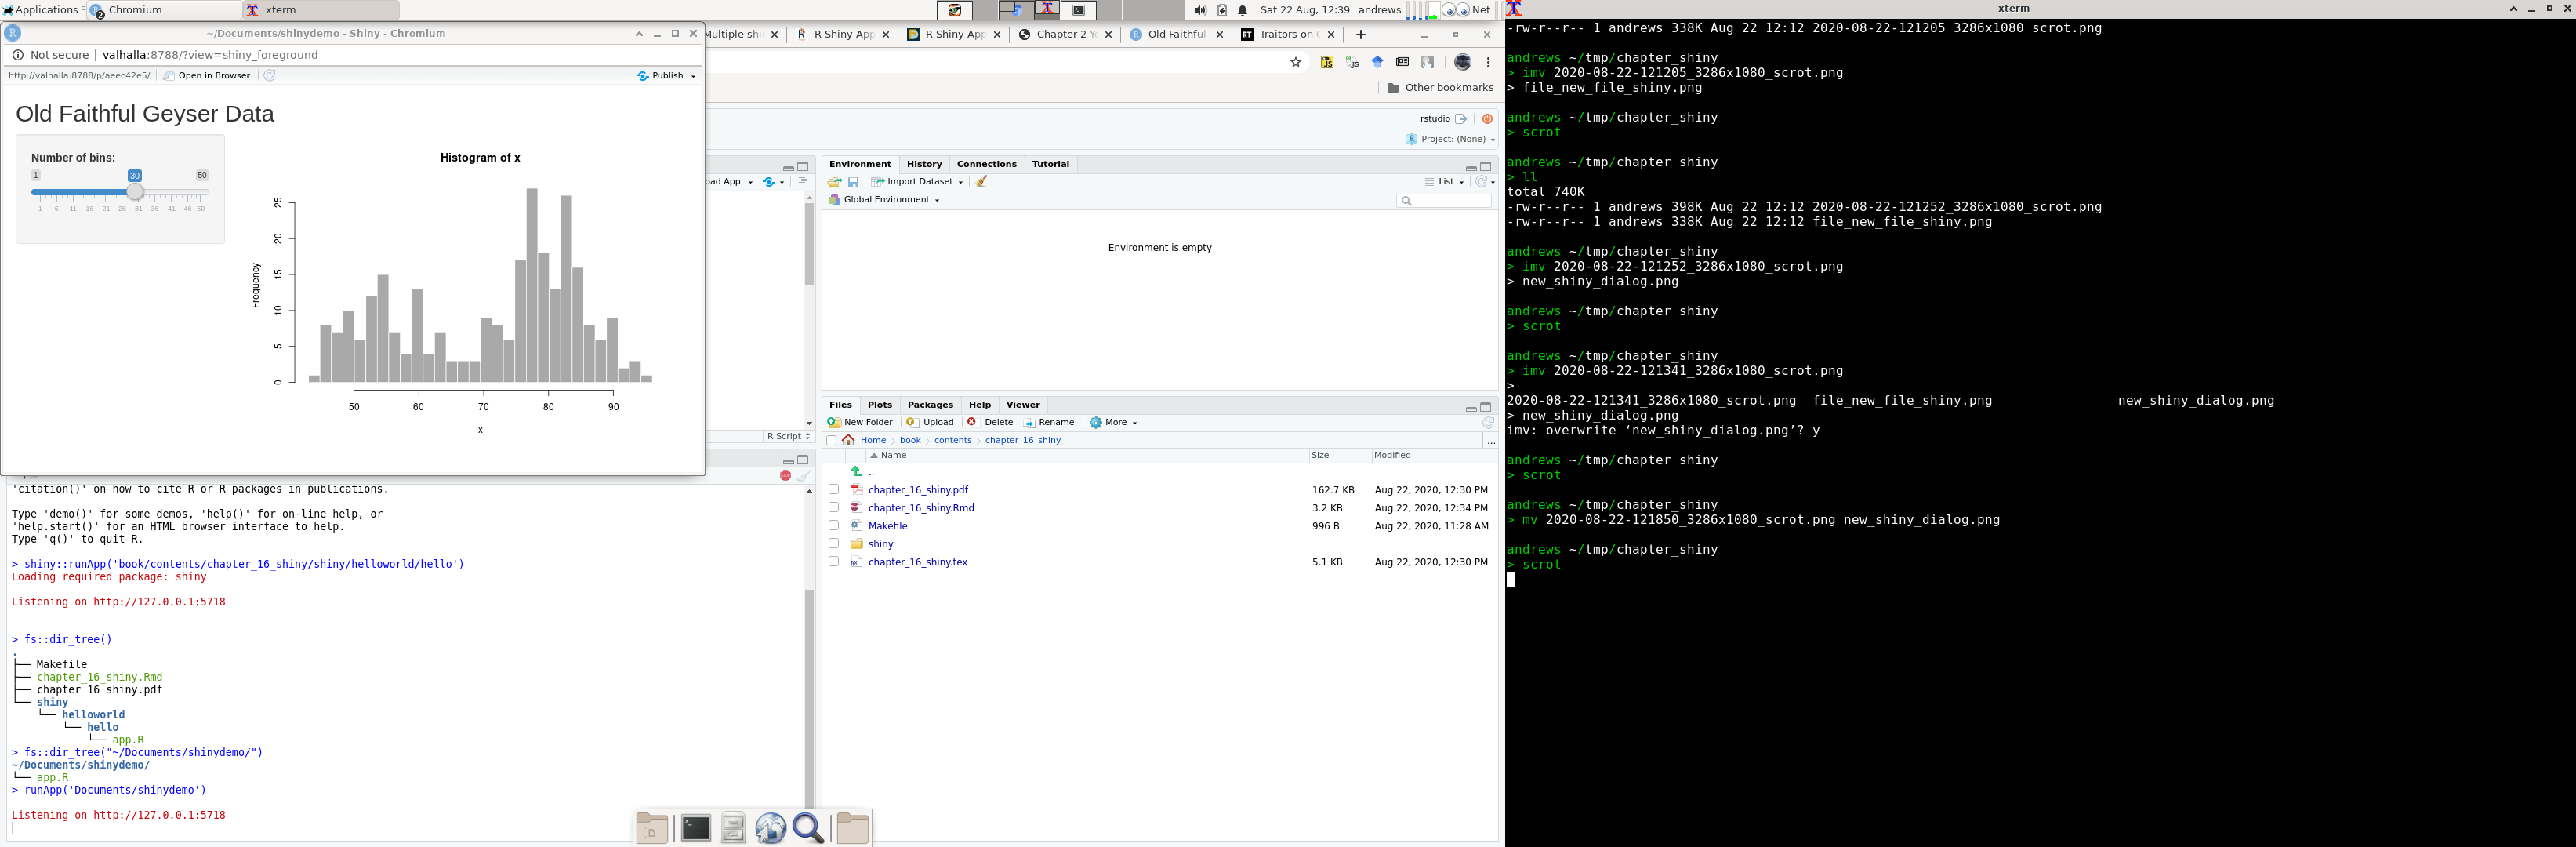 Applications
Chromium
xterm
Sat 22 Aug, 12:39 andrews
Net
~/Documents/shinydemo - Shiny - Chromium
Not secure | valhalla:8788/?view=shiny_foreground
http://valhalla:8788/p/aeec42e5/
Open in Browser
Publish
Old Faithful Geyser Data
Number of bins:
1 30 50
1 6 11 16 21 26 31 36 41 46 50
Histogram of x
Frequency
0 5 10 15 20 25
50 60 70 80 90
x
Multiple shi
R Shiny App
R Shiny App
Chapter 2 Yo
Old Faithful
Traitors on
Other bookmarks
rstudio
Project: (None)
oad App
R Script
Environment History Connections Tutorial
Import Dataset
List
Global Environment
Environment is empty
Files Plots Packages Help Viewer
New Folder Upload Delete Rename More
Home book contents chapter_16_shiny
...
Name Size Modified
..
chapter_16_shiny.pdf 162.7 KB Aug 22, 2020, 12:30 PM
chapter_16_shiny.Rmd 3.2 KB Aug 22, 2020, 12:34 PM
Makefile 996 B Aug 22, 2020, 11:28 AM
shiny
chapter_16_shiny.tex 5.1 KB Aug 22, 2020, 12:30 PM
'citation()' on how to cite R or R packages in publications.
Type 'demo()' for some demos, 'help()' for on-line help, or
'help.start()' for an HTML browser interface to help.
Type 'q()' to quit R.
> shiny::runApp('book/contents/chapter_16_shiny/shiny/helloworld/hello')
Loading required package: shiny
Listening on http://127.0.0.1:5718
> fs::dir_tree()
.
├── Makefile
├── chapter_16_shiny.Rmd
├── chapter_16_shiny.pdf
└── shiny
└── helloworld
└── hello
└── app.R
> fs::dir_tree("~/Documents/shinydemo/")
~/Documents/shinydemo/
└── app.R
> runApp('Documents/shinydemo')
Listening on http://127.0.0.1:5718
xterm
-rw-r--r-- 1 andrews 338K Aug 22 12:12 2020-08-22-121205_3286x1080_scrot.png
andrews ~/tmp/chapter_shiny
> imv 2020-08-22-121205_3286x1080_scrot.png
> file_new_file_shiny.png
andrews ~/tmp/chapter_shiny
> scrot
andrews ~/tmp/chapter_shiny
> ll
total 740K
-rw-r--r-- 1 andrews 398K Aug 22 12:12 2020-08-22-121252_3286x1080_scrot.png
-rw-r--r-- 1 andrews 338K Aug 22 12:12 file_new_file_shiny.png
andrews ~/tmp/chapter_shiny
> imv 2020-08-22-121252_3286x1080_scrot.png
> new_shiny_dialog.png
andrews ~/tmp/chapter_shiny
> scrot
andrews ~/tmp/chapter_shiny
> imv 2020-08-22-121341_3286x1080_scrot.png
>
2020-08-22-121341_3286x1080_scrot.png file_new_file_shiny.png new_shiny_dialog.png
> new_shiny_dialog.png
imv: overwrite ‘new_shiny_dialog.png’? y
andrews ~/tmp/chapter_shiny
> scrot
andrews ~/tmp/chapter_shiny
> mv 2020-08-22-121850_3286x1080_scrot.png new_shiny_dialog.png
andrews ~/tmp/chapter_shiny
> scrot